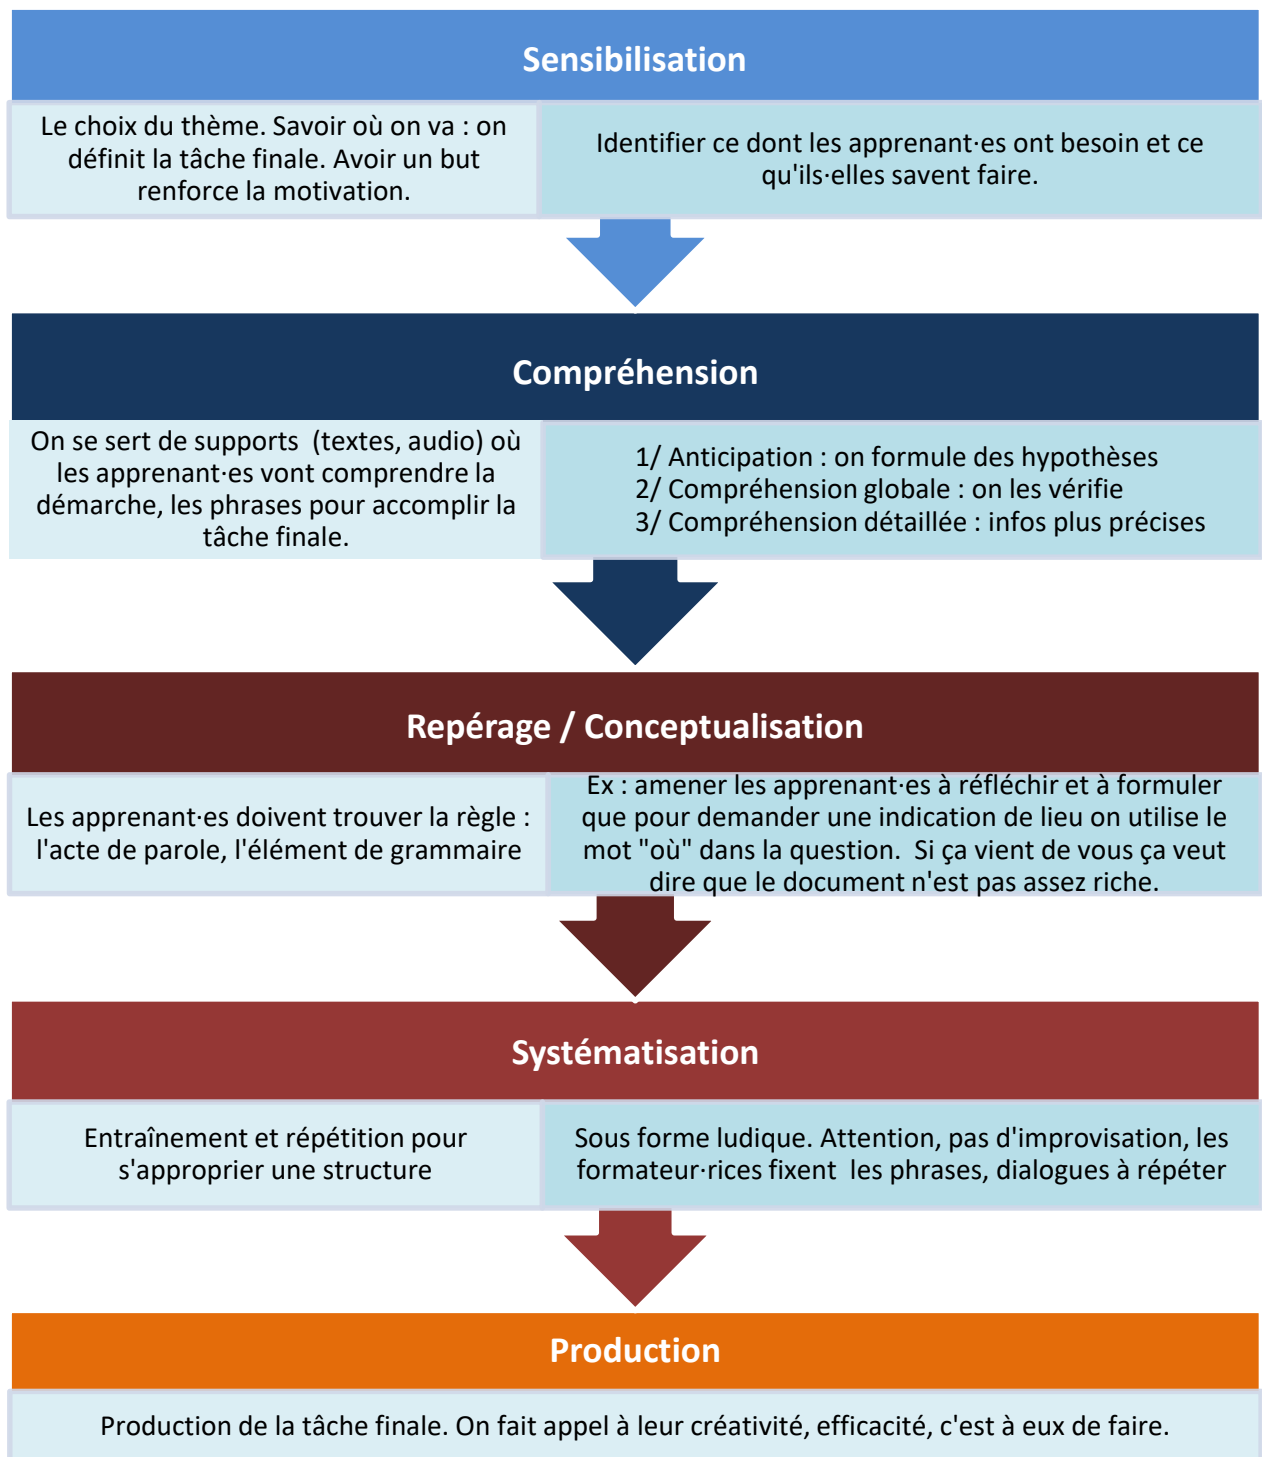 Sensibilisation
Le choix du thème. Savoir où on va : on
définit la tâche finale. Avoir un but
renforce la motivation.
Identifier ce dont les apprenant·es ont besoin et ce
qu'ils·elles savent faire.
Compréhension
On se sert de supports  (textes, audio) où
les apprenant·es vont comprendre la
démarche, les phrases pour accomplir la
tâche finale.
1/ Anticipation : on formule des hypothèses
2/ Compréhension globale : on les vérifie
3/ Compréhension détaillée : infos plus précises
Repérage / Conceptualisation
Les apprenant·es doivent trouver la règle :
l'acte de parole, l'élément de grammaire
Ex : amener les apprenant·es à réfléchir et à formuler
que pour demander une indication de lieu on utilise le
mot "où" dans la question.  Si ça vient de vous ça veut
dire que le document n'est pas assez riche.
Systématisation
Entraînement et répétition pour
s'approprier une structure
Sous forme ludique. Attention, pas d'improvisation, les
formateur·rices fixent  les phrases, dialogues à répéter
Production
Production de la tâche finale. On fait appel à leur créativité, efficacité, c'est à eux de faire.